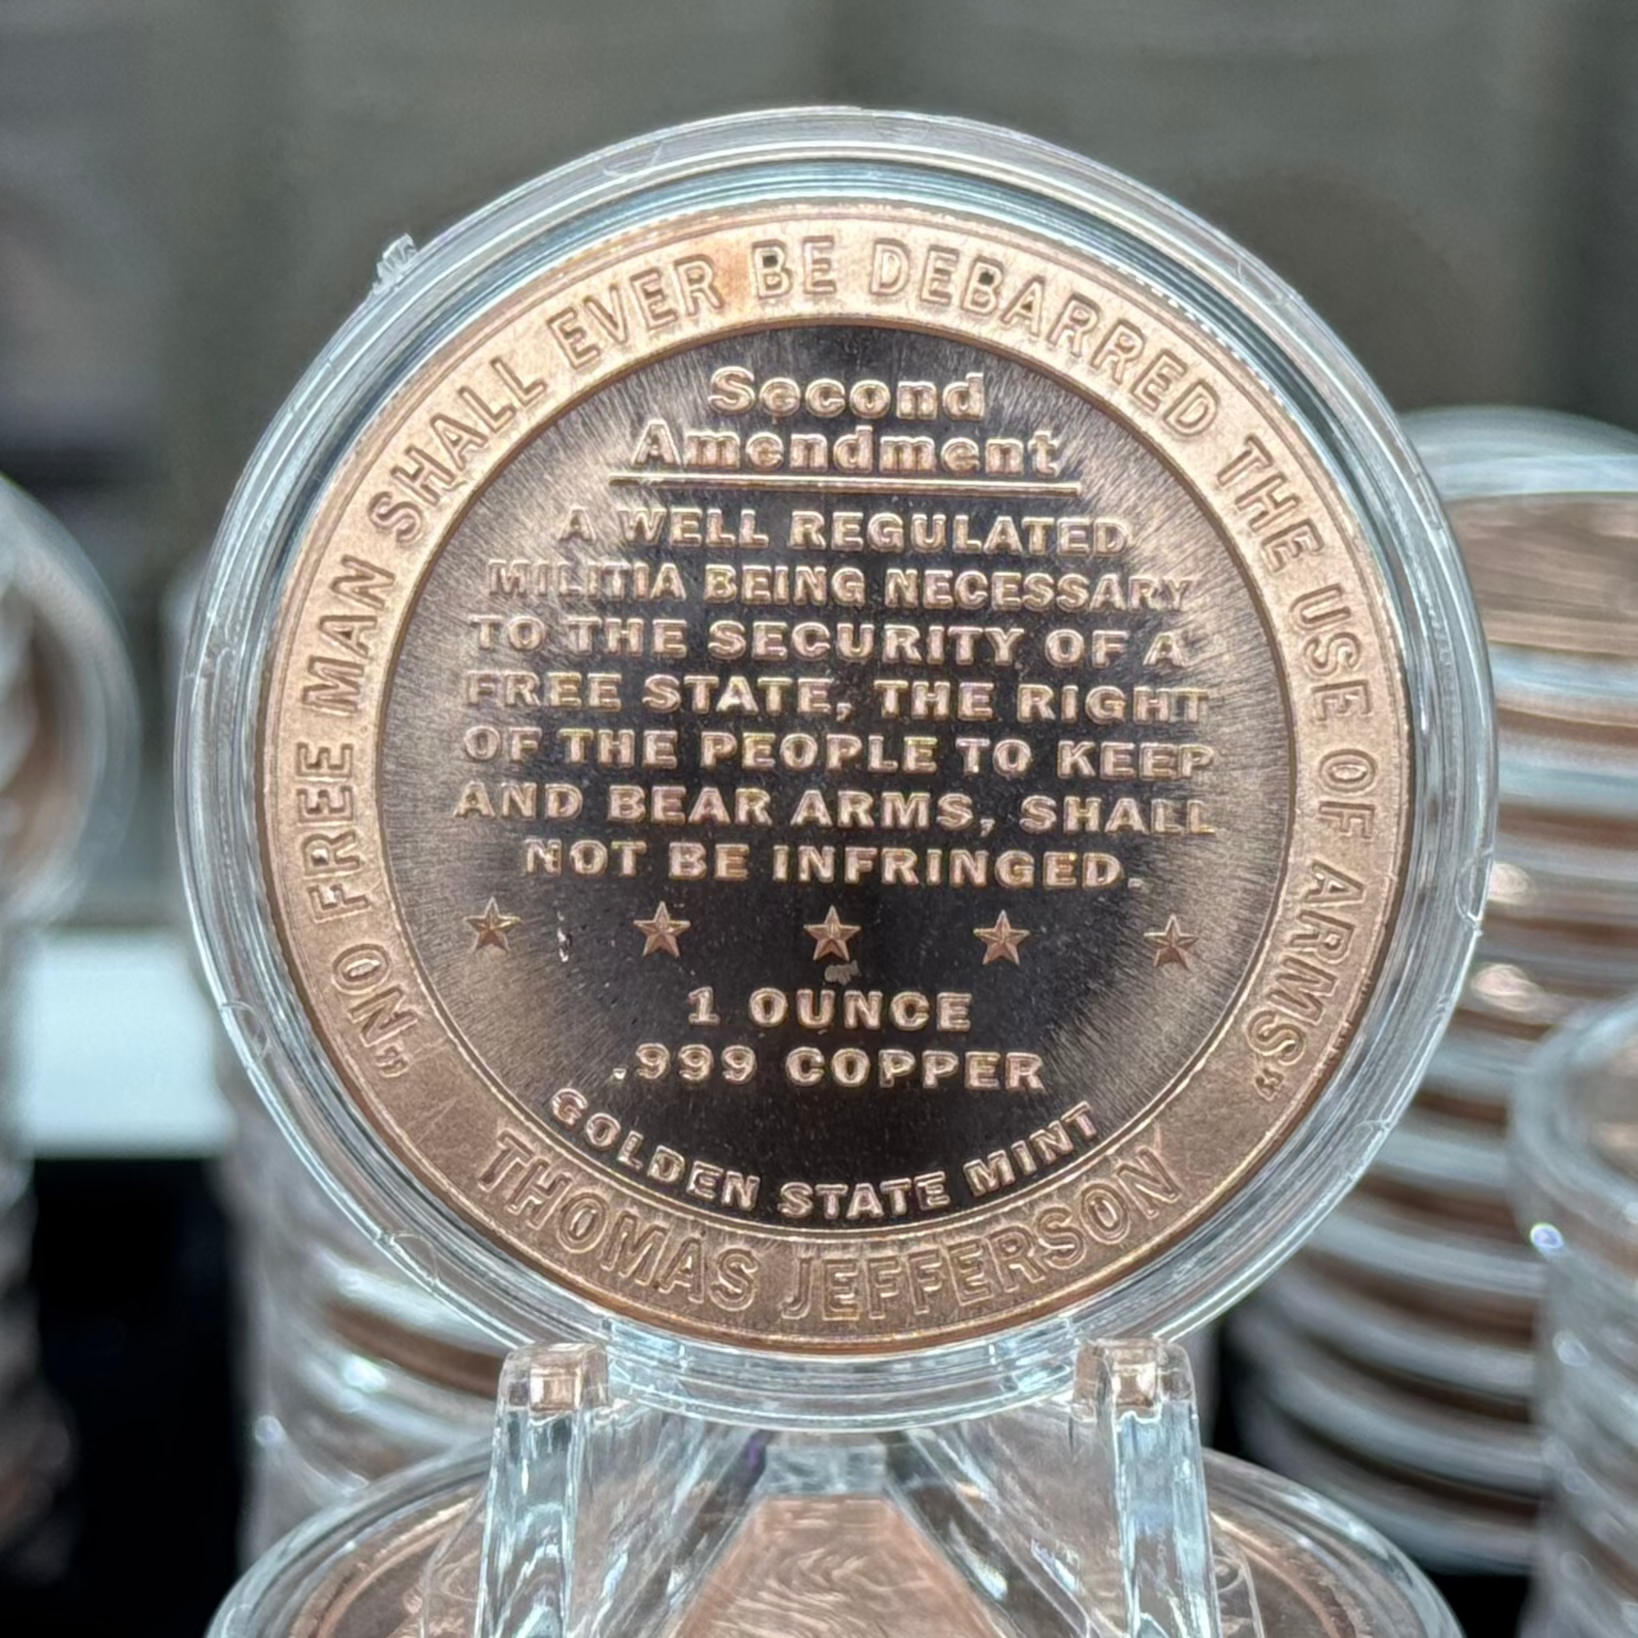 "NO FREE MAN SHALL EVER BE DEBARRED THE USE OF ARMS"
Second
Amendment
A WELL REGULATED
MILITIA BEING NECESSARY
TO THE SECURITY OF A
FREE STATE, THE RIGHT
OF THE PEOPLE TO KEEP
AND BEAR ARMS, SHALL
NOT BE INFRINGED.
1 OUNCE
.999 COPPER
GOLDEN STATE MINT
THOMAS JEFFERSON